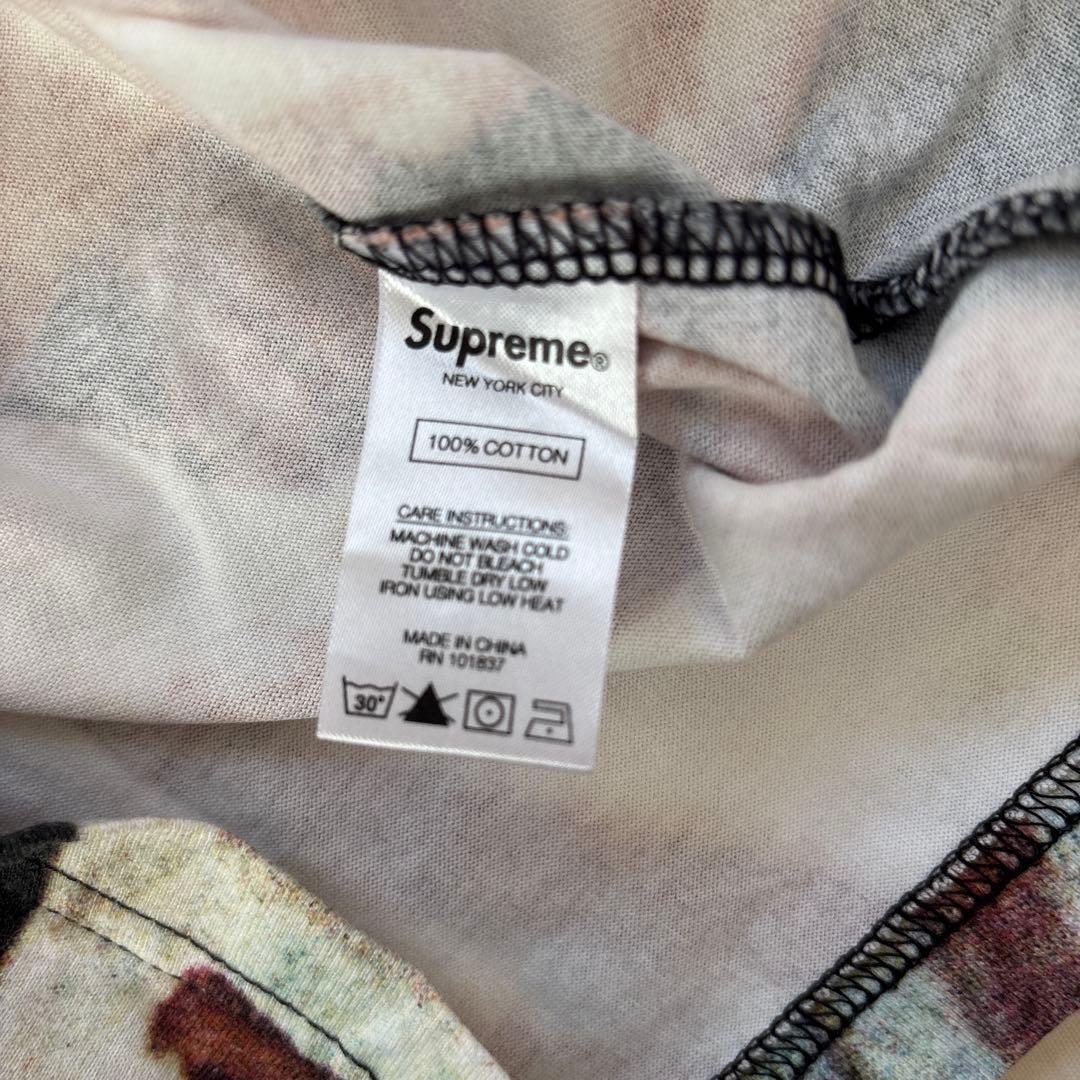 Supreme®
NEW YORK CITY
100% COTTON
CARE INSTRUCTIONS:
MACHINE WASH COLD
DO NOT BLEACH
TUMBLE DRY LOW
IRON USING LOW HEAT
MADE IN CHINA
RN 101837
30°